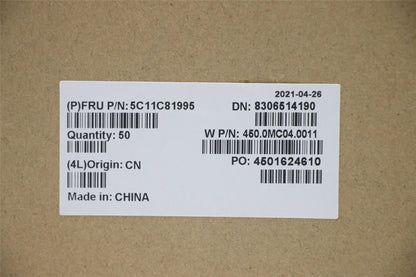 2021-04-26
(P)FRU P/N: 5C11C81995 DN: 8306514190
Quantity: 50 W P/N: 450.0MC04.0011
(4L)Origin: CN PO: 4501624610
Made in: CHINA